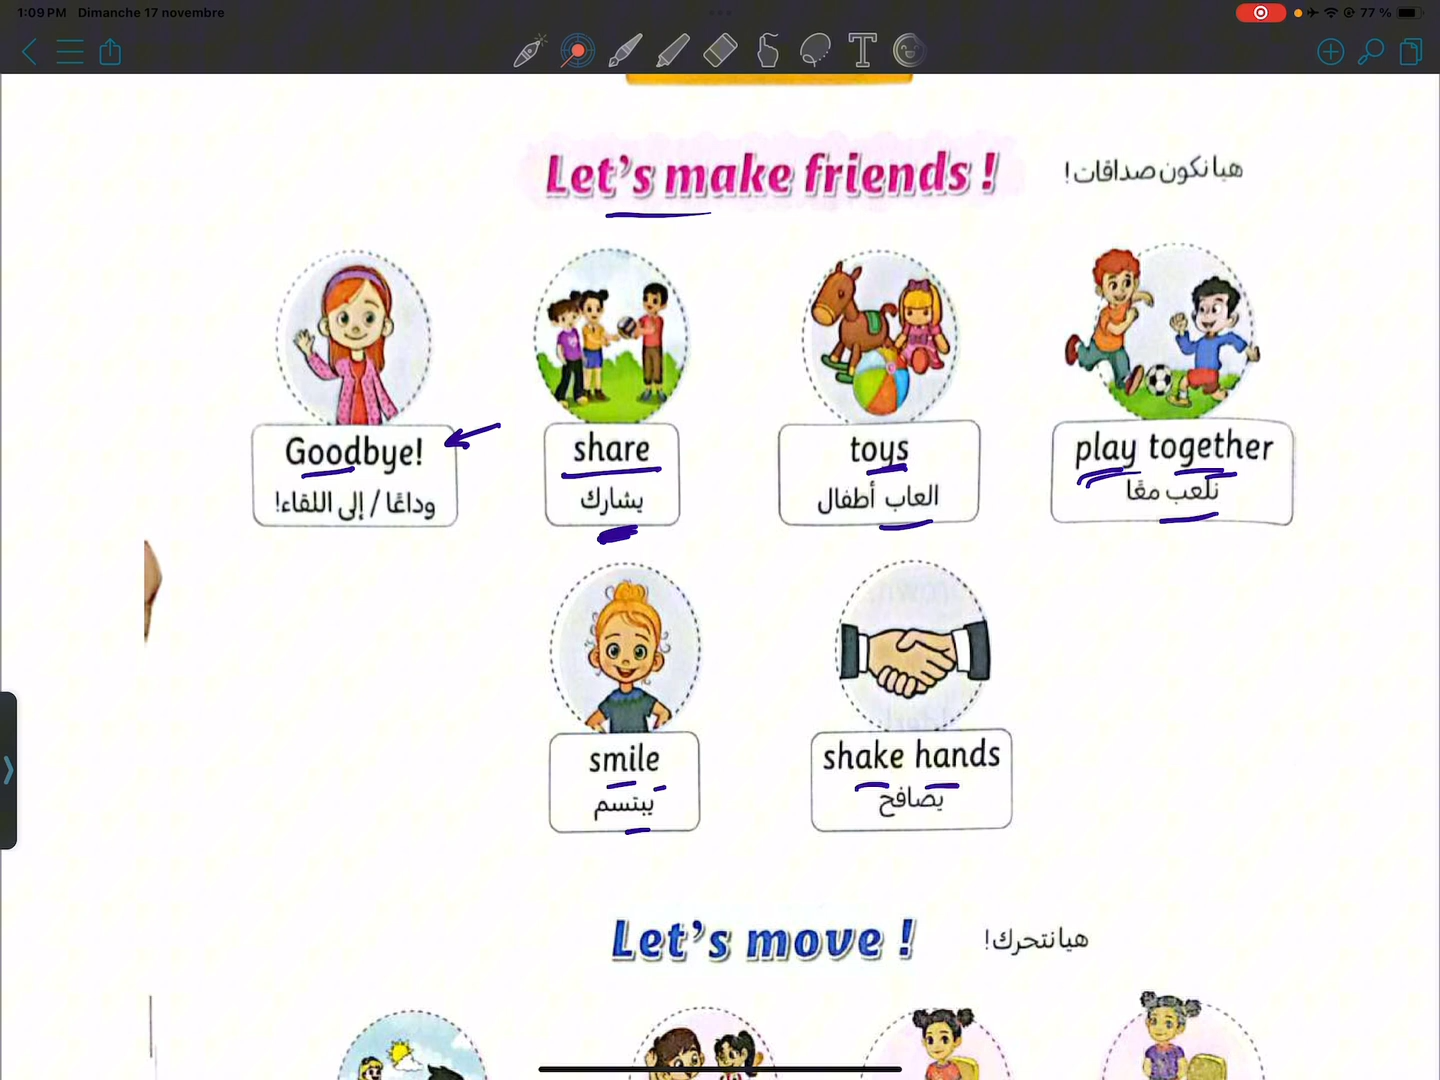 1:09 PM Dimanche 17 novembre
77 %
Let's make friends !
هيا نكون صداقات !
Goodbye!
وداعًا / إلى اللقاء!
share
يشارك
toys
العاب أطفال
play together
نلعب معًا
smile
يبتسم
shake hands
يصافح
Let's move !
هيا نتحرك!